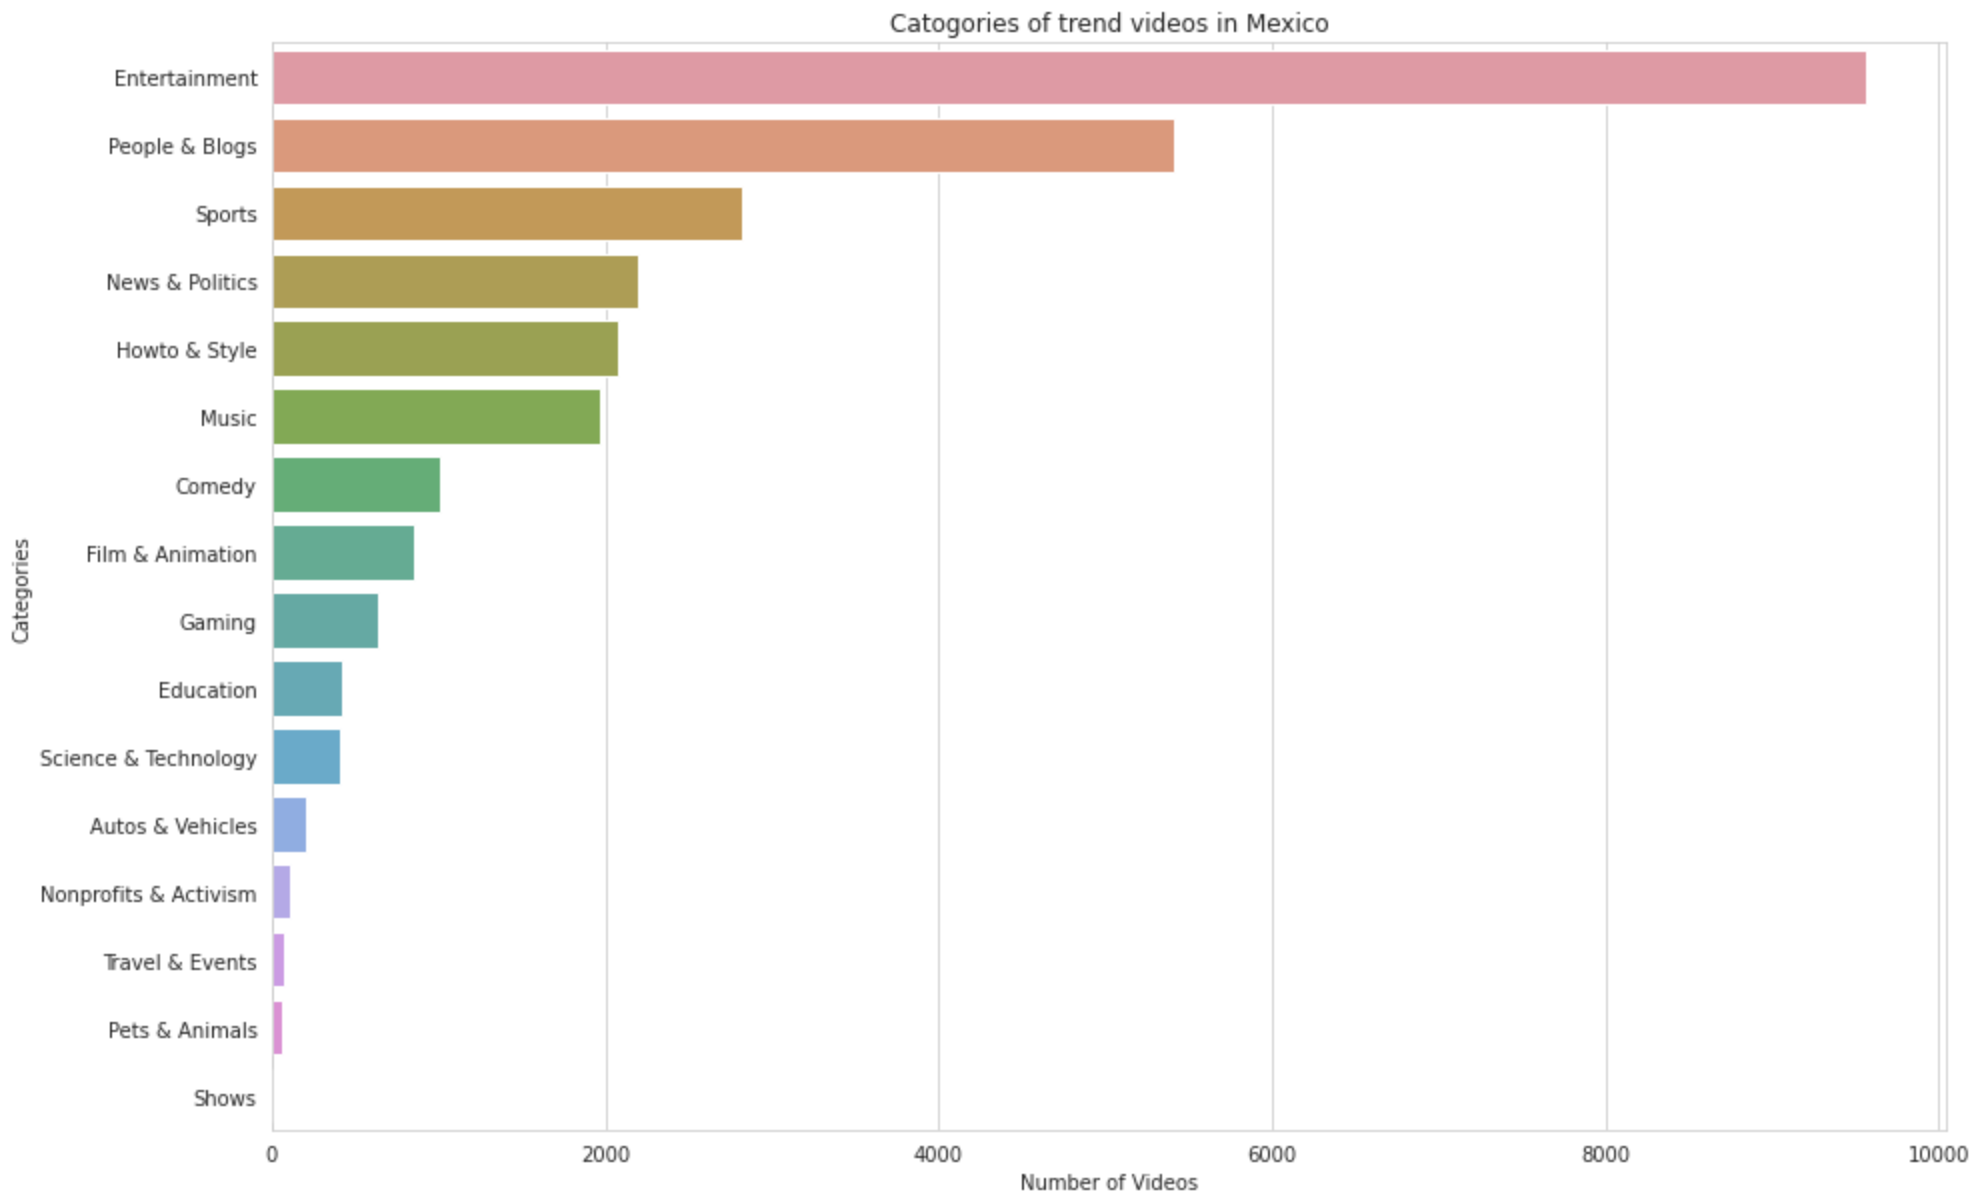 Catogories of trend videos in Mexico
Entertainment
People & Blogs
Sports
News & Politics
Howto & Style
Music
Comedy
Film & Animation
Gaming
Education
Science & Technology
Autos & Vehicles
Nonprofits & Activism
Travel & Events
Pets & Animals
Shows
Categories
0 2000 4000 6000 8000 10000
Number of Videos